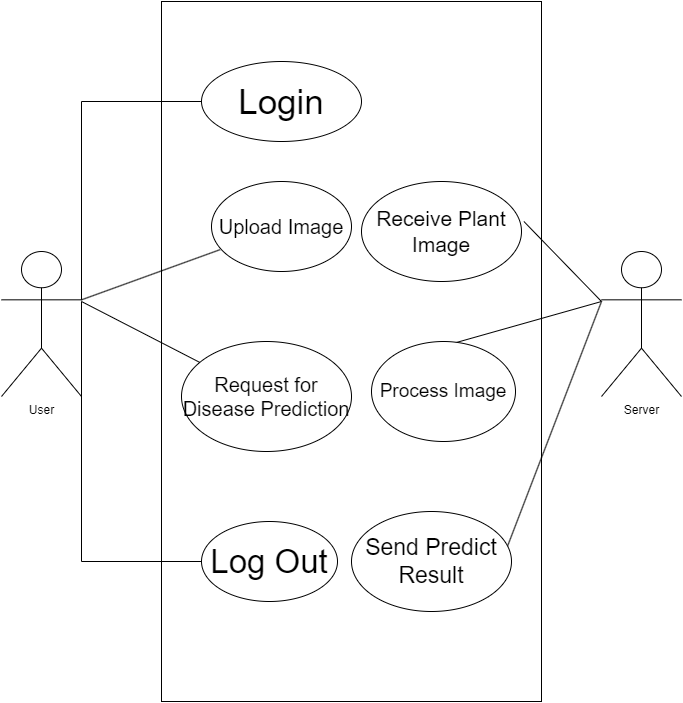 Login
Upload Image
Receive Plant
Image
Request for
Disease Prediction
Process Image
User
Server
Log Out
Send Predict
Result